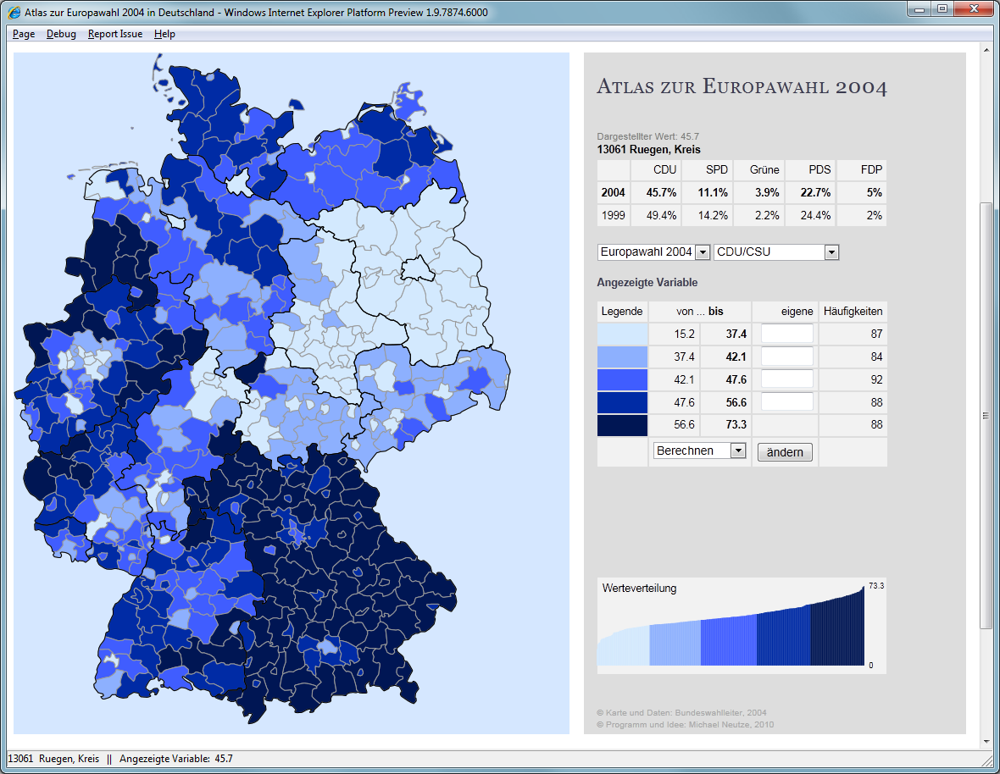 Atlas zur Europawahl 2004 in Deutschland - Windows Internet Explorer Platform Preview 1.9.7874.6000
Page Debug Report Issue Help
ATLAS ZUR EUROPAWAHL 2004
Dargestellter Wert: 45.7
13061 Ruegen, Kreis
CDU SPD Grüne PDS FDP
2004 45.7% 11.1% 3.9% 22.7% 5%
1999 49.4% 14.2% 2.2% 24.4% 2%
Europawahl 2004 CDU/CSU
Angezeigte Variable
Legende von ... bis eigene Häufigkeiten
15.2 37.4 87
37.4 42.1 84
42.1 47.6 92
47.6 56.6 88
56.6 73.3 88
Berechnen ändern
Werteverteilung 73.3
0
© Karte und Daten: Bundeswahlleiter, 2004
© Programm und Idee: Michael Neutze, 2010
13061 Ruegen, Kreis || Angezeigte Variable: 45.7